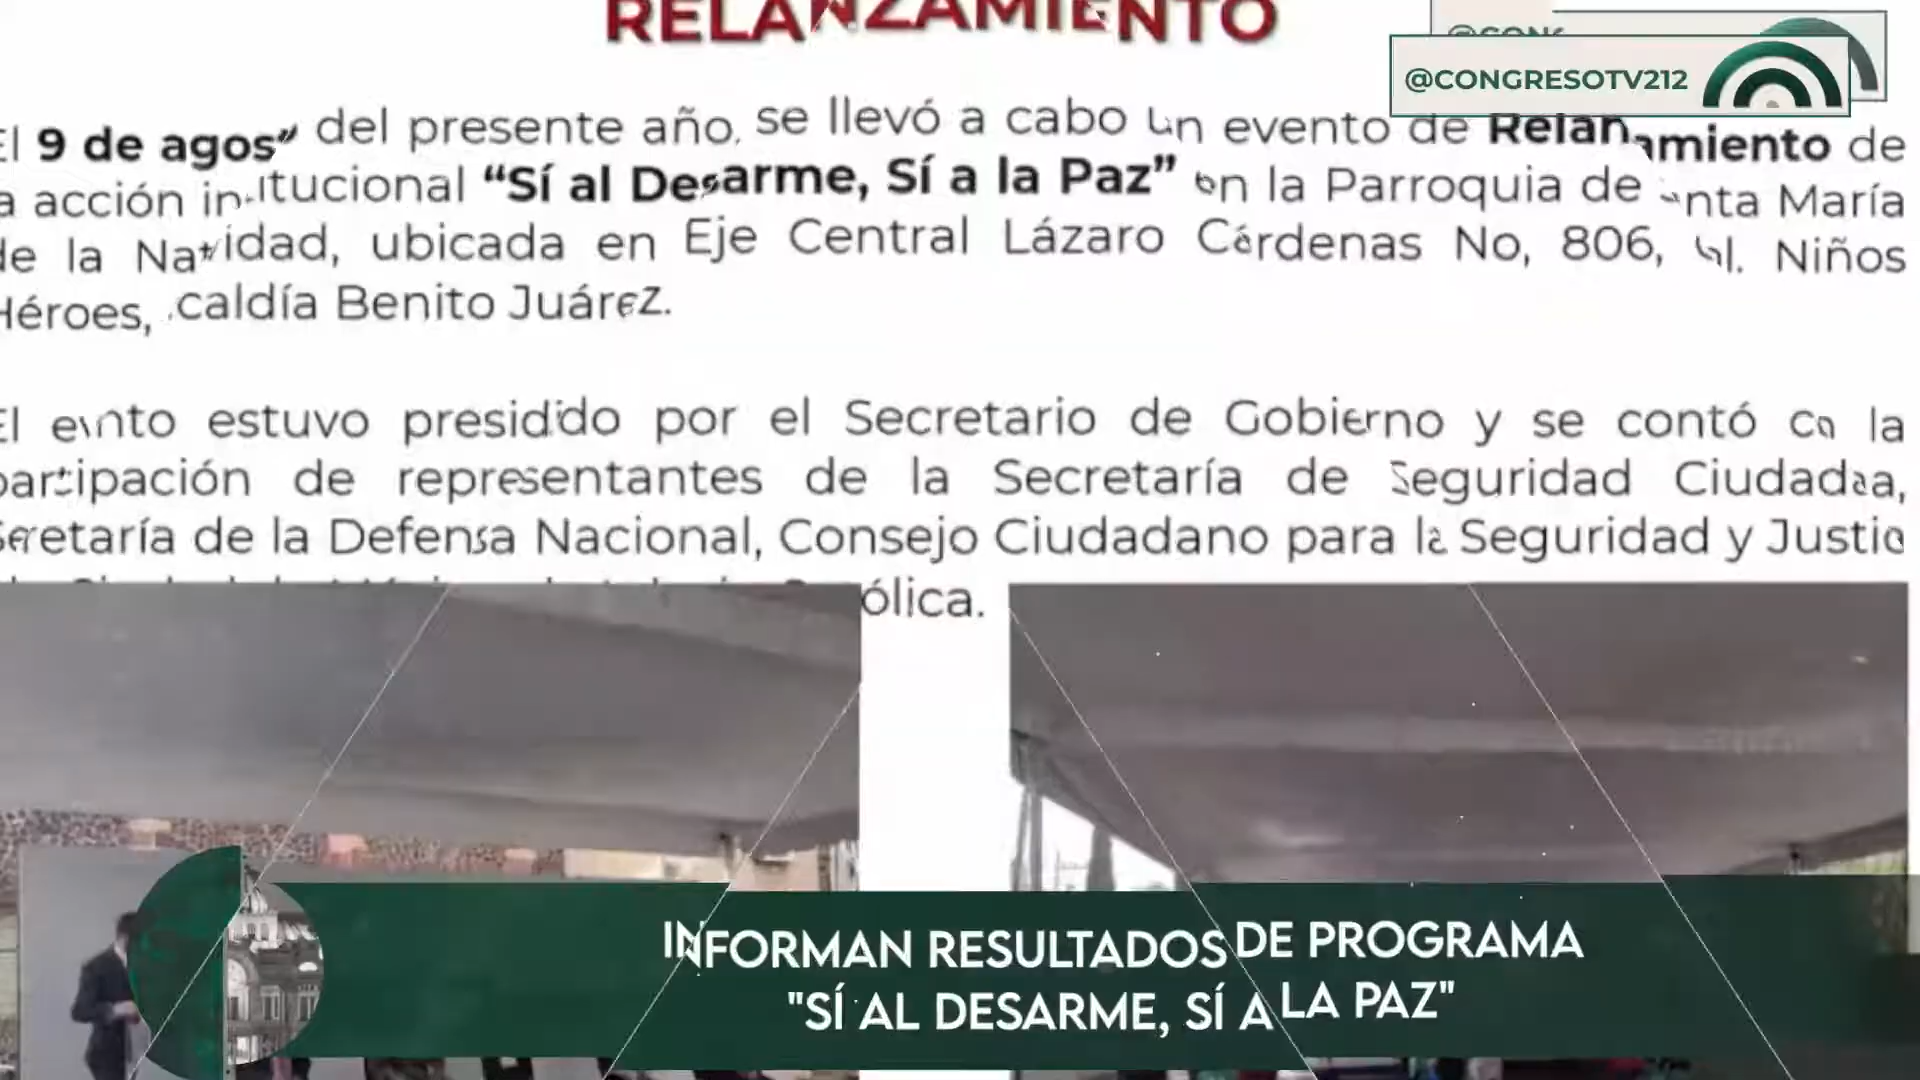 RELANZAMIENTO
@CONGRESOTV212
El 9 de agosto del presente año, se llevó a cabo un evento de Relanzamiento de
la acción institucional “Sí al Desarme, Sí a la Paz” en la Parroquia de Santa María
de la Natividad, ubicada en Eje Central Lázaro Cárdenas No, 806, Col. Niños
Héroes, Alcaldía Benito Juárez.
El evento estuvo presidido por el Secretario de Gobierno y se contó con la
participación de representantes de la Secretaría de Seguridad Ciudadana,
Secretaría de la Defensa Nacional, Consejo Ciudadano para la Seguridad y Justicia
ólica.
INFORMAN RESULTADOS DE PROGRAMA
"SÍ AL DESARME, SÍ A LA PAZ"